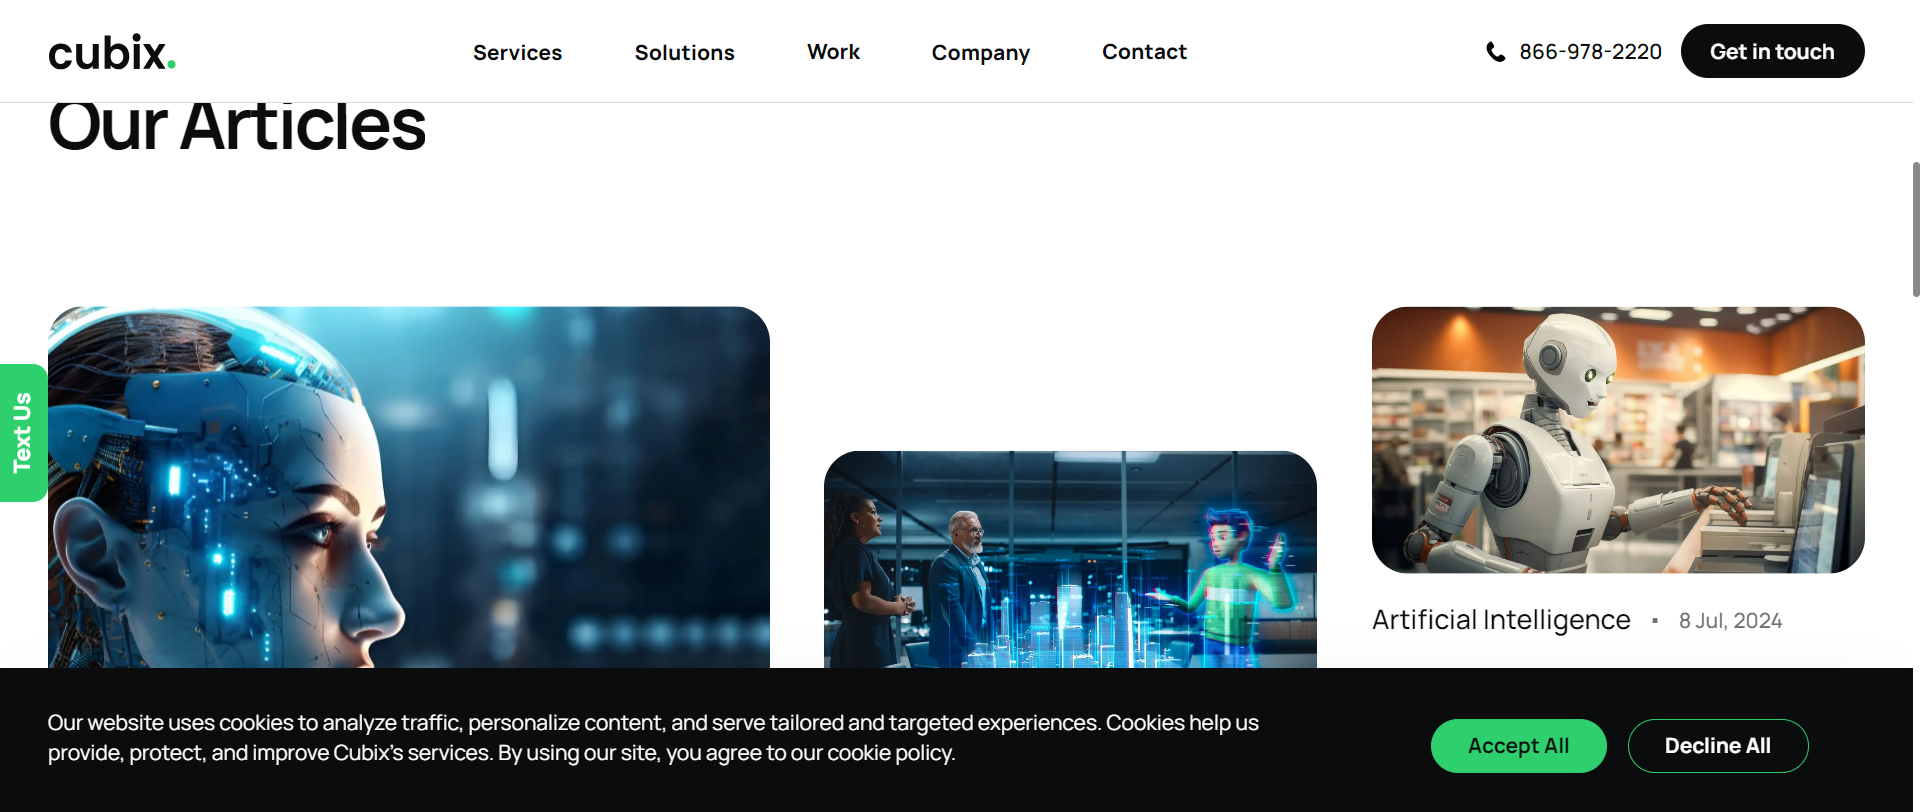 cubix.
Services
Solutions
Work
Company
Contact
866-978-2220
Get in touch
Our Articles
Text Us
Artificial Intelligence ▪ 8 Jul, 2024
Our website uses cookies to analyze traffic, personalize content, and serve tailored and targeted experiences. Cookies help us
provide, protect, and improve Cubix's services. By using our site, you agree to our cookie policy.
Accept All
Decline All